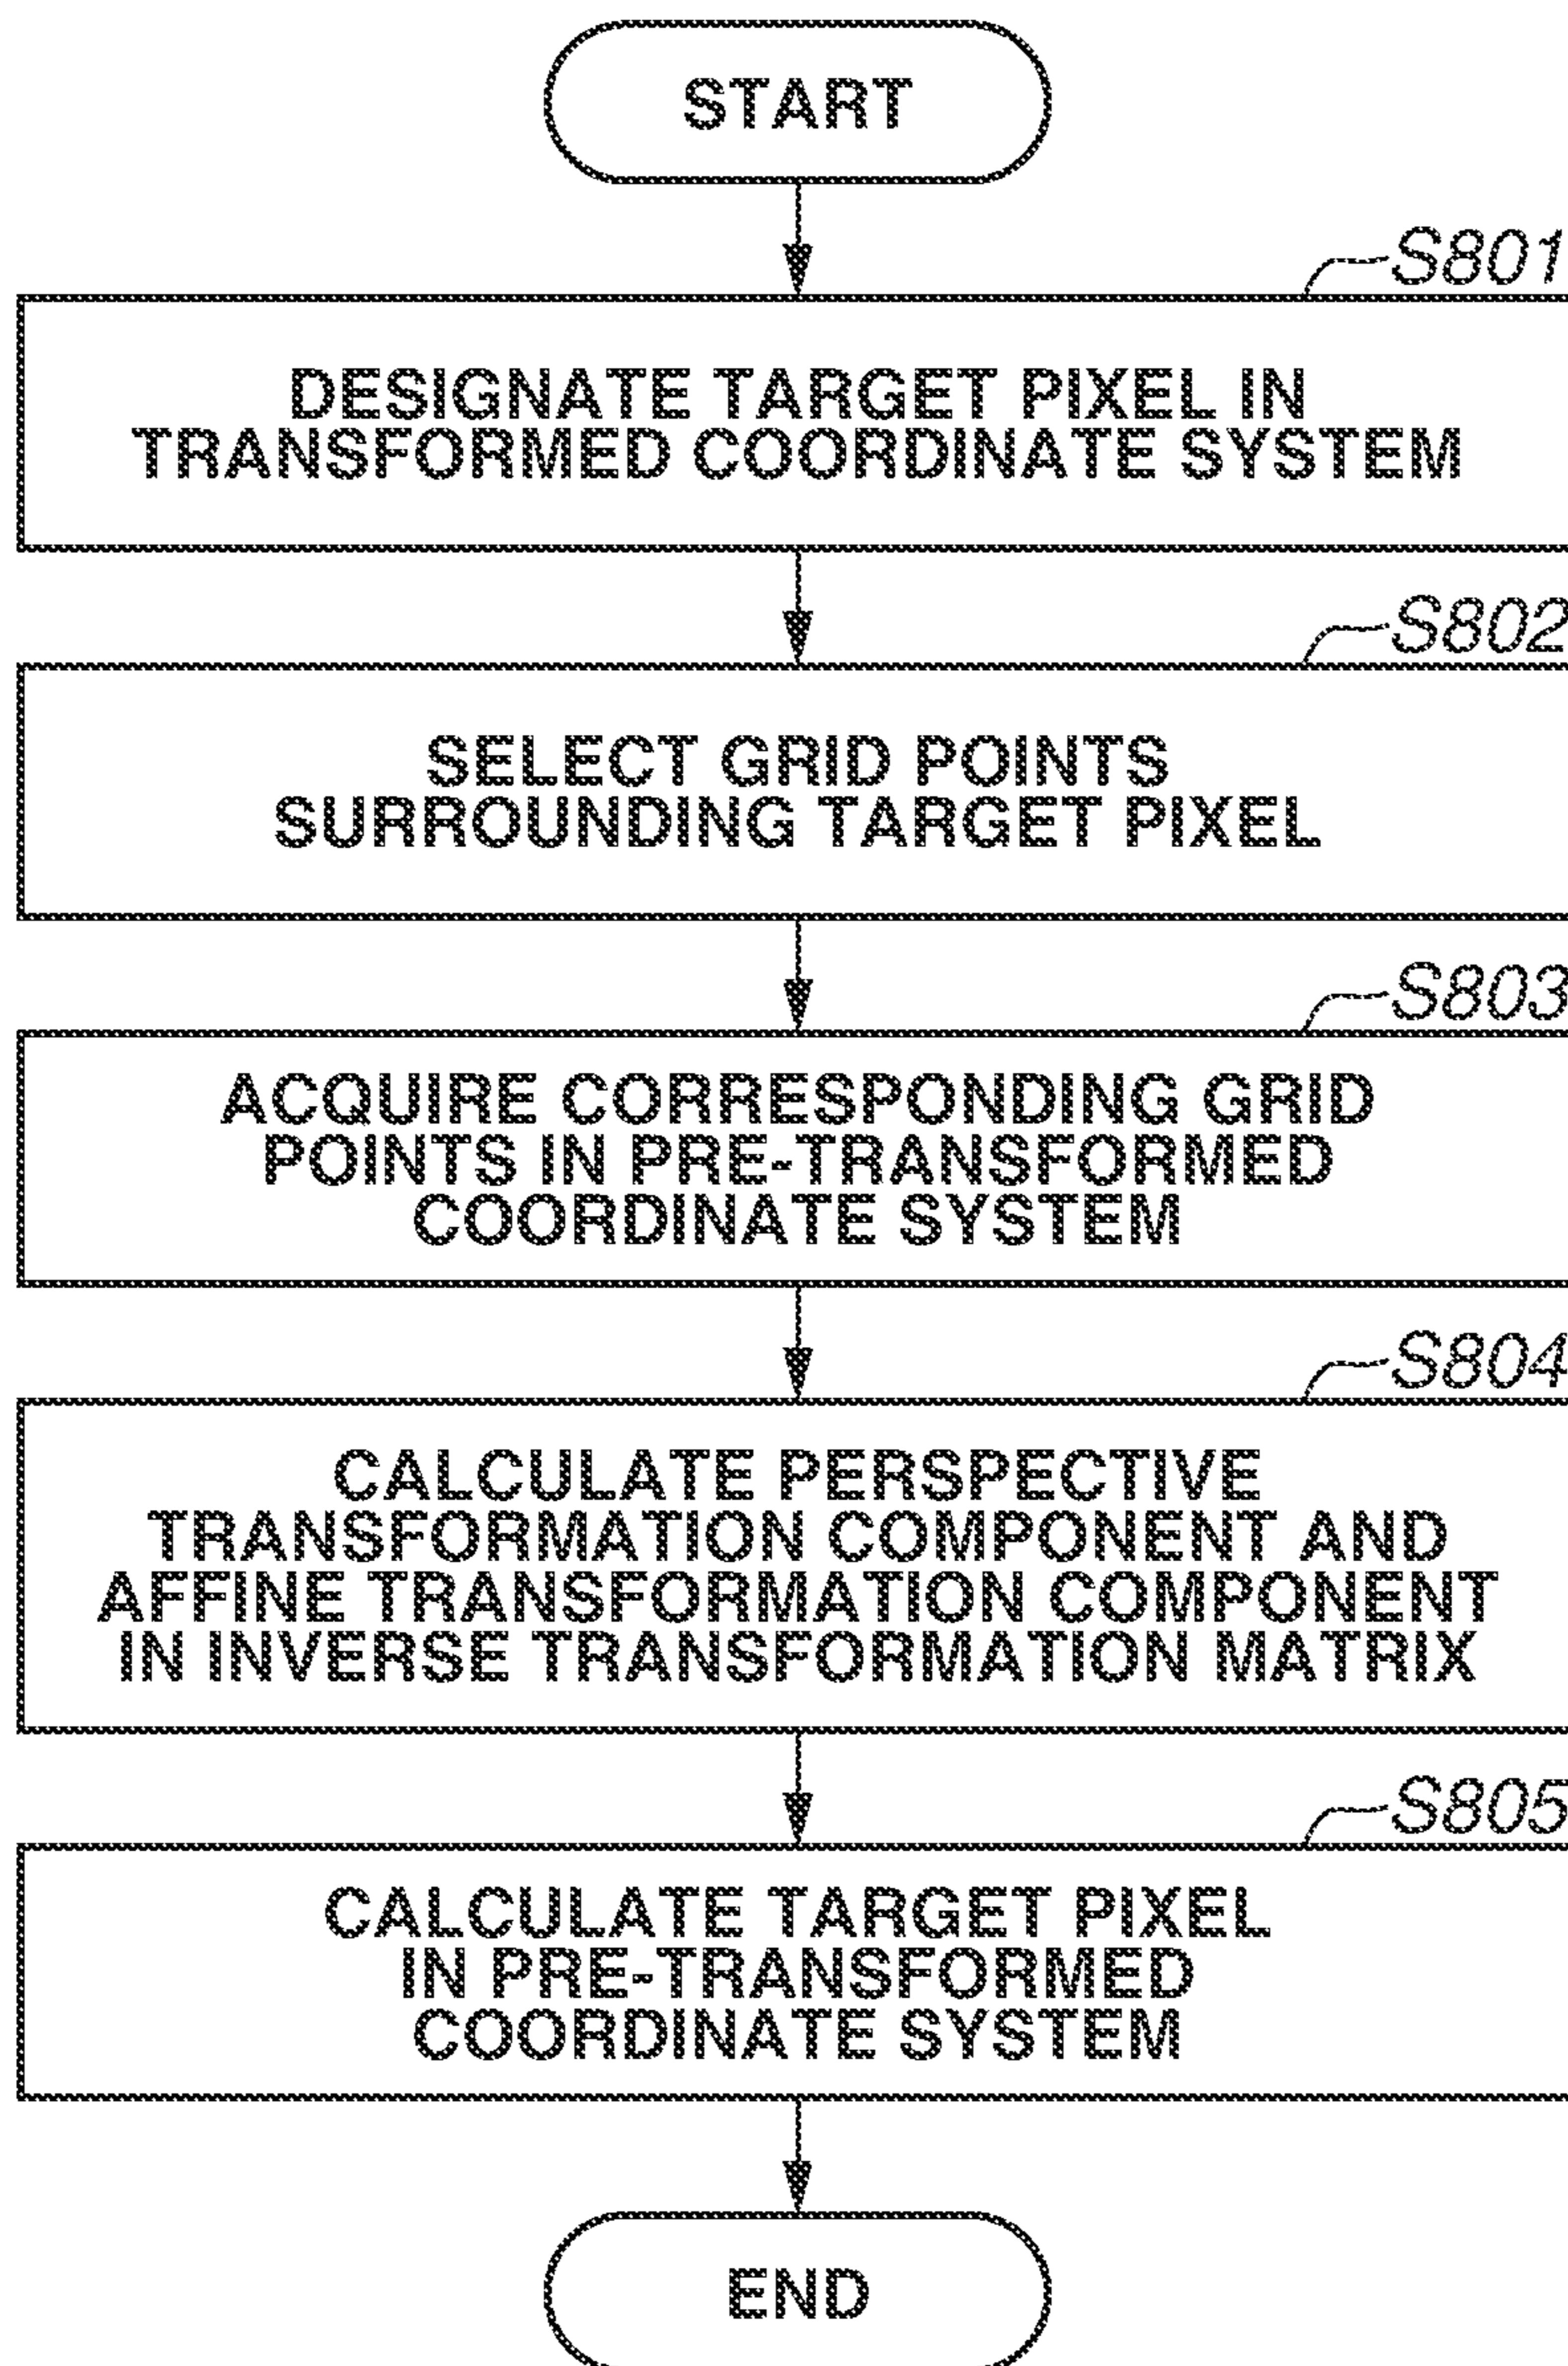 START
S801
DESIGNATE TARGET PIXEL IN
TRANSFORMED COORDINATE SYSTEM
S802
SELECT GRID POINTS
SURROUNDING TARGET PIXEL
S803
ACQUIRE CORRESPONDING GRID
POINTS IN PRE-TRANSFORMED
COORDINATE SYSTEM
S804
CALCULATE PERSPECTIVE
TRANSFORMATION COMPONENT AND
AFFINE TRANSFORMATION COMPONENT
IN INVERSE TRANSFORMATION MATRIX
S805
CALCULATE TARGET PIXEL
IN PRE-TRANSFORMED
COORDINATE SYSTEM
END